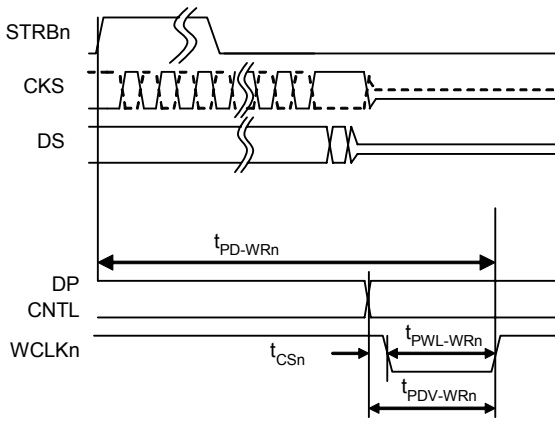 STRBn
CKS
DS
tPD-WRn
DP
CNTL
WCLKn
tCSn
tPWL-WRn
tPDV-WRn